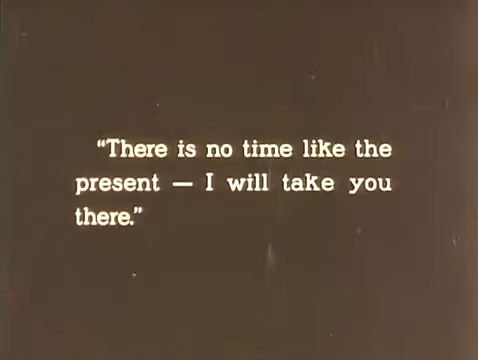 “There is no time like the
present — I will take you
there.”